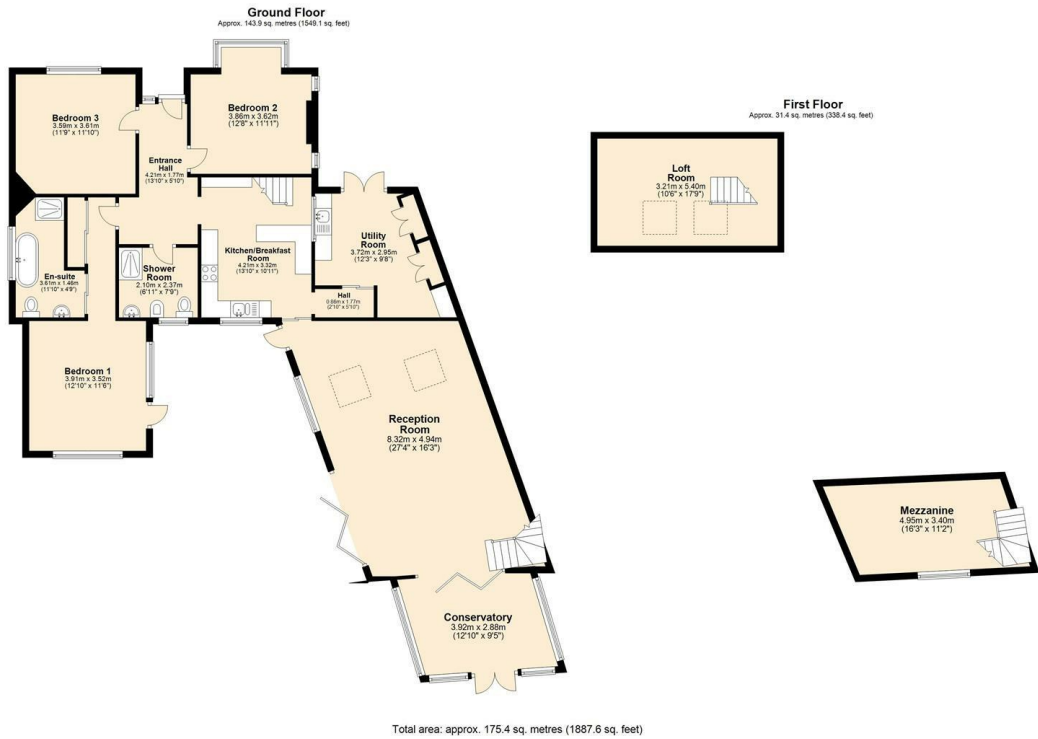 Ground Floor
Approx. 143.9 sq. metres (1549.1 sq. feet)
Bedroom 3
3.59m x 3.61m
(11'9" x 11'10")
Bedroom 2
3.86m x 3.62m
(12'8" x 11'11")
Entrance
Hall
4.21m x 1.77m
(13'10" x 5'10")
Utility
Room
3.72m x 2.95m
(12'3" x 9'8")
Kitchen/Breakfast
Room
4.21m x 3.32m
(13'10" x 10'11")
En-suite
3.61m x 1.46m
(11'10" x 4'9")
Shower
Room
2.10m x 2.37m
(6'11" x 7'9")
Hall
0.66m x 1.77m
(2'10" x 5'10")
Bedroom 1
3.91m x 3.52m
(12'10" x 11'6")
Reception
Room
8.32m x 4.94m
(27'4" x 16'3")
Conservatory
3.92m x 2.88m
(12'10" x 9'5")
First Floor
Approx. 31.4 sq. metres (338.4 sq. feet)
Loft
Room
3.21m x 5.40m
(10'6" x 17'9")
Mezzanine
4.95m x 3.40m
(16'3" x 11'2")
Total area: approx. 175.4 sq. metres (1887.6 sq. feet)